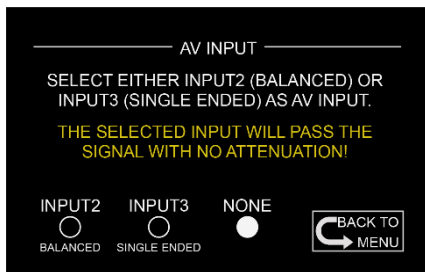 AV INPUT
SELECT EITHER INPUT2 (BALANCED) OR
INPUT3 (SINGLE ENDED) AS AV INPUT.
THE SELECTED INPUT WILL PASS THE
SIGNAL WITH NO ATTENUATION!
INPUT2 INPUT3 NONE
BALANCED SINGLE ENDED
BACK TO
MENU